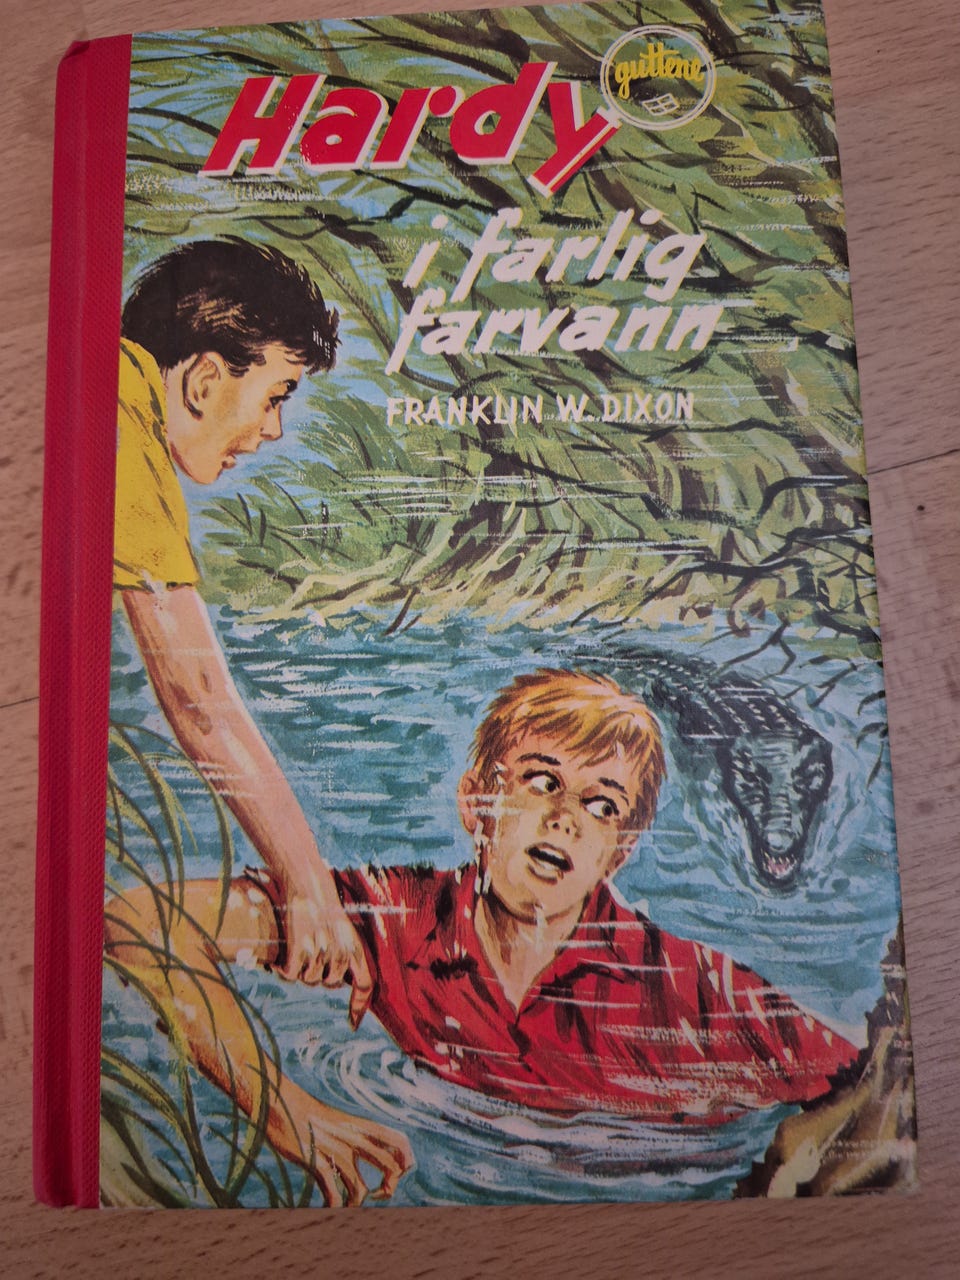 Hardy
guttene
i farlig
farvann
FRANKLIN W. DIXON